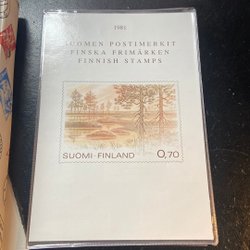 1981
SUOMEN POSTIMERKIT
FINSKA FRIMÄRKEN
FINNISH STAMPS
SUOMI-FINLAND
0,70